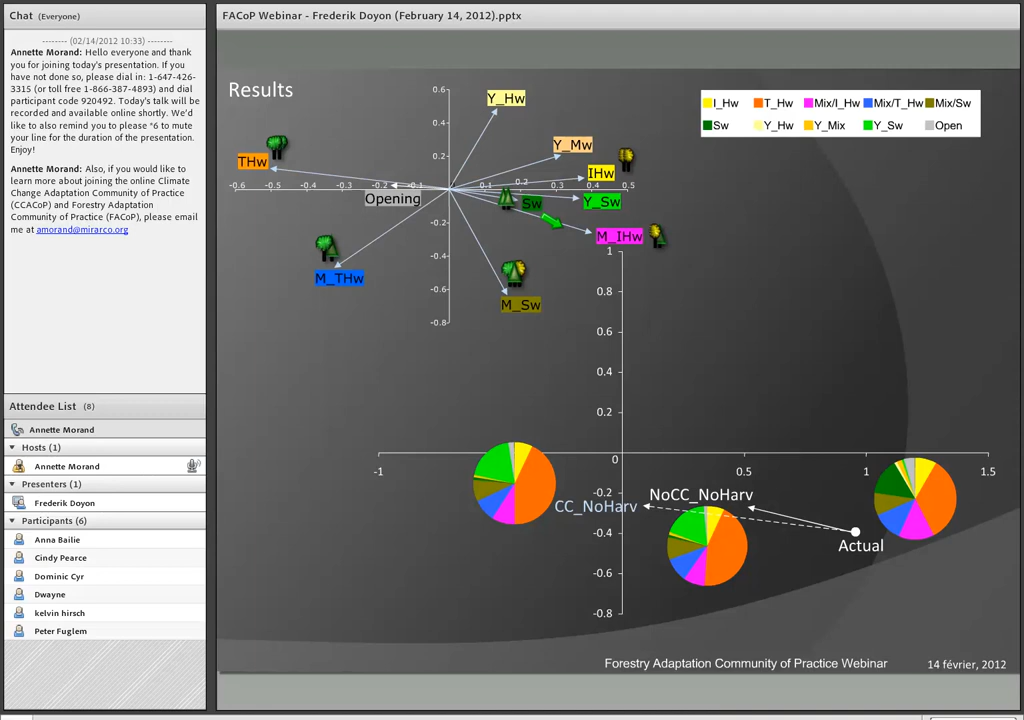 Chat (Everyone)
-------- (02/14/2012 10:33) --------
Annette Morand: Hello everyone and thank
you for joining today's presentation. If you
have not done so, please dial in: 1-647-426-
3315 (or toll free 1-866-387-4893) and dial
participant code 920492. Today's talk will be
recorded and available online shortly. We'd
like to also remind you to please *6 to mute
your line for the duration of the presentation.
Enjoy!
Annette Morand: Also, if you would like to
learn more about joining the online Climate
Change Adaptation Community of Practice
(CCACoP) and Forestry Adaptation
Community of Practice (FACoP), please email
me at amorand@mirarco.org
Attendee List (8)
Annette Morand
Hosts (1)
Annette Morand
Presenters (1)
Frederik Doyon
Participants (6)
Anna Bailie
Cindy Pearce
Dominic Cyr
Dwayne
kelvin hirsch
Peter Fuglem
FACoP Webinar - Frederik Doyon (February 14, 2012).pptx
Results
I_Hw T_Hw Mix/I_Hw Mix/T_Hw Mix/Sw
Sw Y_Hw Y_Mix Y_Sw Open
0.6
0.4
0.2
-0.2
-0.4
-0.6
-0.8
-0.6 -0.5 -0.4 -0.3 -0.2 0.1 0.2 0.3 0.4 0.5
Y_Hw
Y_Mw
THw
IHw
Opening
Sw
Y_Sw
M_IHw
M_THw
M_Sw
1
0.8
0.6
0.4
0.2
-0.2
-0.4
-0.6
-0.8
-1 0 0.5 1 1.5
NoCC_NoHarv
CC_NoHarv
Actual
Forestry Adaptation Community of Practice Webinar
14 février, 2012